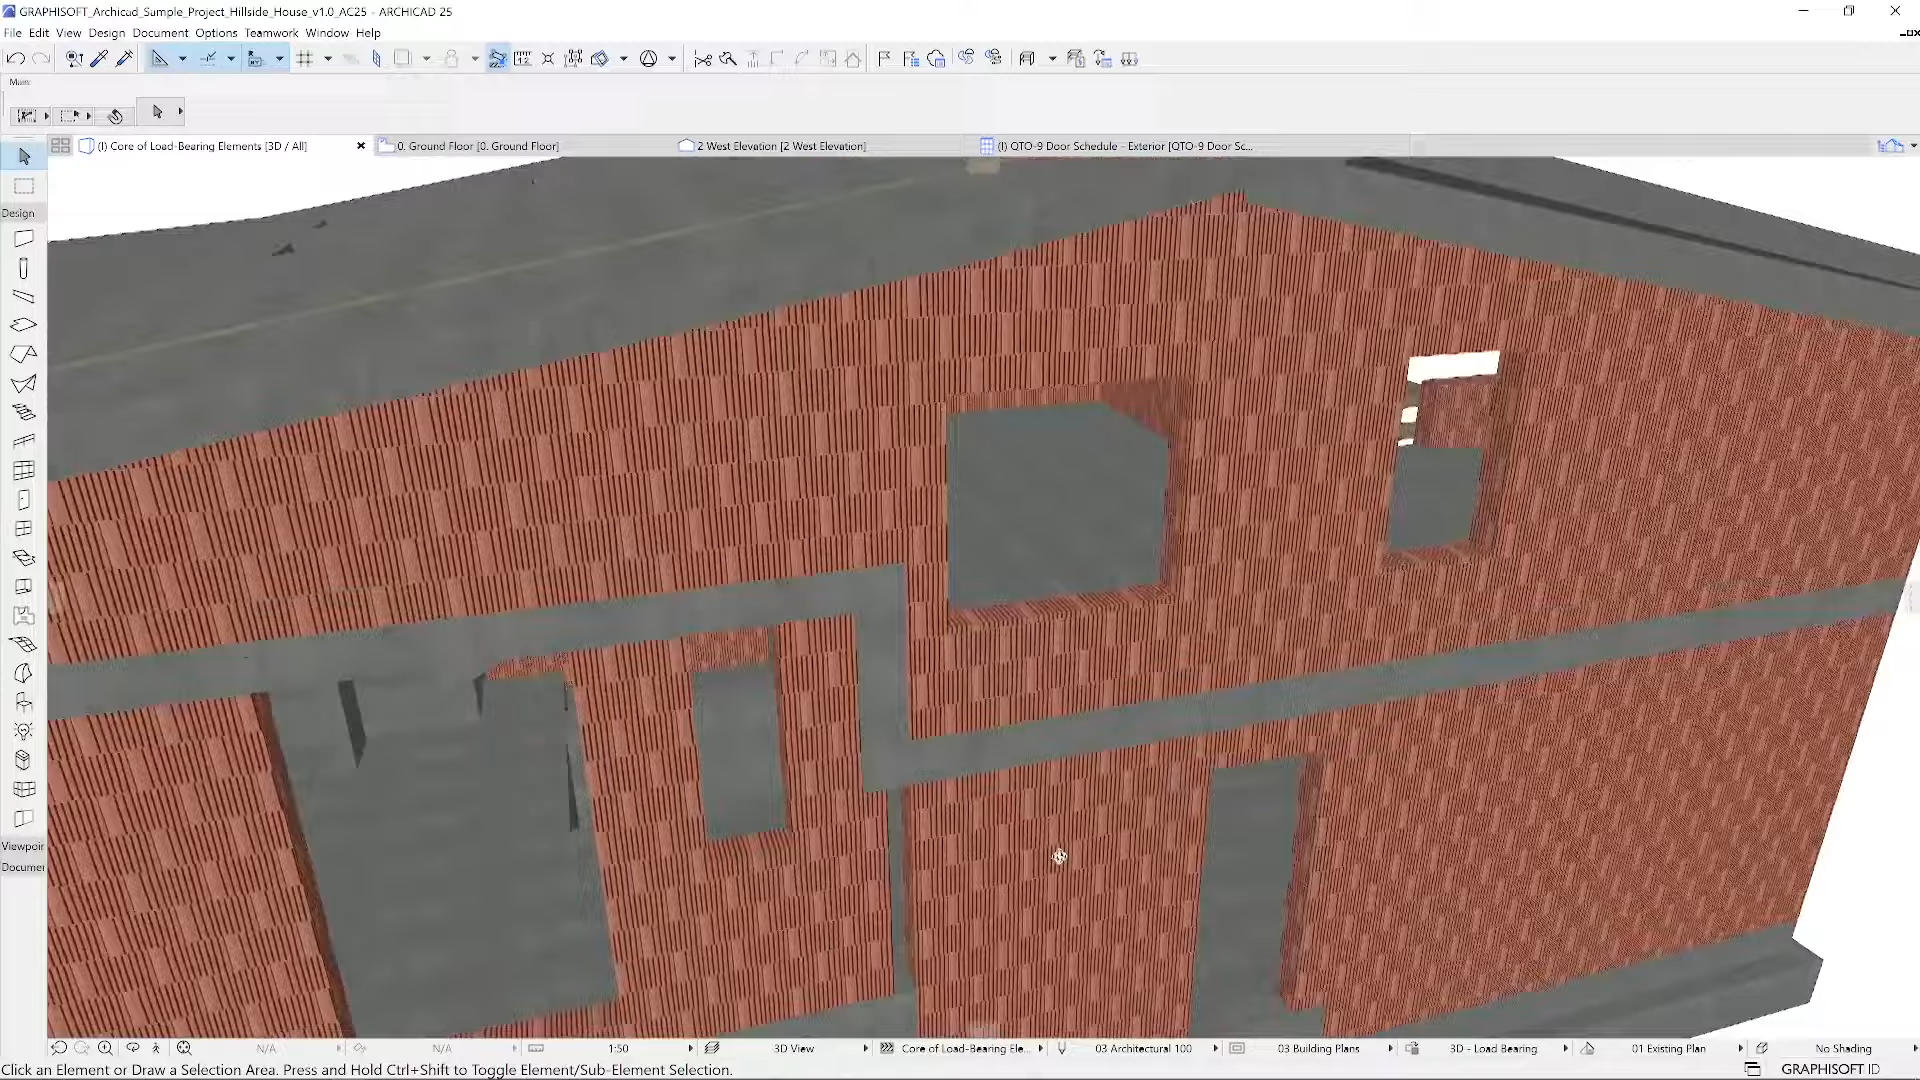 GRAPHISOFT_Archicad_Sample_Project_Hillside_House_v1.0_AC25 - ARCHICAD 25
File Edit View Design Document Options Teamwork Window Help
Main:
(I) Core of Load-Bearing Elements [3D / All]
0. Ground Floor [0. Ground Floor]
2 West Elevation [2 West Elevation]
(I) QTO-9 Door Schedule - Exterior [QTO-9 Door Sc...
Design
Viewpoir
Documer
N/A
N/A
1:50
3D View
Core of Load-Bearing Ele...
03 Architectural 100
03 Building Plans
3D - Load Bearing
01 Existing Plan
No Shading
Click an Element or Draw a Selection Area. Press and Hold Ctrl+Shift to Toggle Element/Sub-Element Selection.
GRAPHISOFT ID